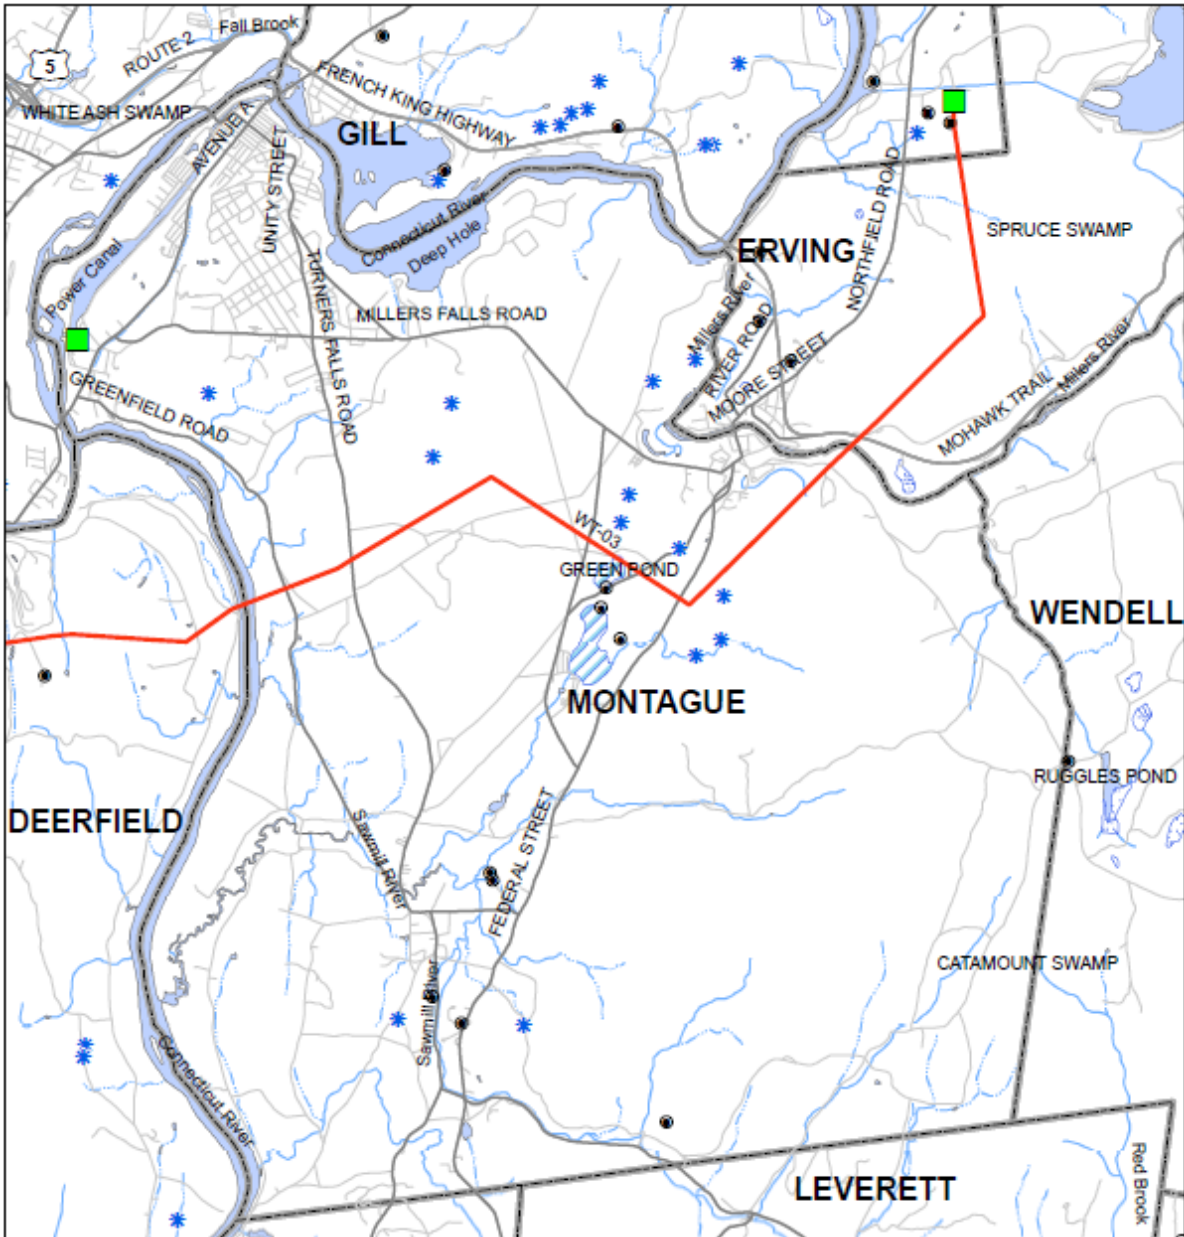 Fall Brook
ROUTE 2
5
FRENCH KING HIGHWAY
WHITE ASH SWAMP
AVENUE A
GILL
UNITY STREET
NORTHFIELD ROAD
Connecticut River
SPRUCE SWAMP
Deep Hole
ERVING
Power Canal
TURNERS FALLS ROAD
MILLERS FALLS ROAD
Millers River
RIVER ROAD
MOORE STREET
Millers River
GREENFIELD ROAD
MOHAWK TRAIL
WT-03
GREEN POND
WENDELL
MONTAGUE
RUGGLES POND
DEERFIELD
Sawmill River
FEDERAL STREET
CATAMOUNT SWAMP
Sawmill River
Connecticut River
Red Brook
LEVERETT